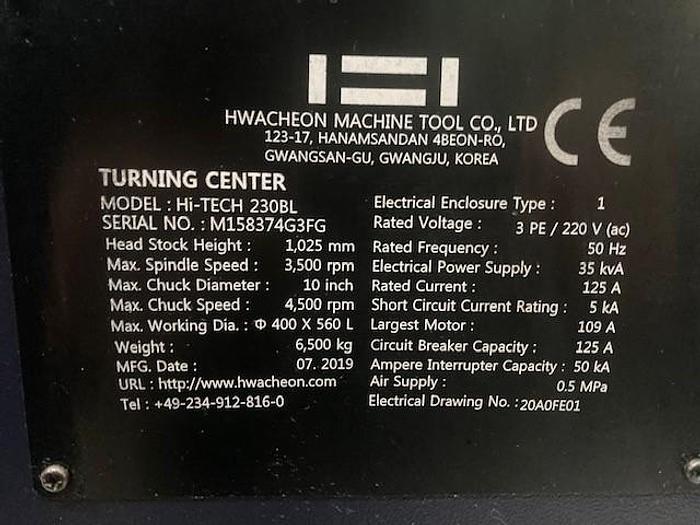 HWACHEON MACHINE TOOL CO., LTD
123-17, HANAMSANDAN 4BEON-RO,
GWANGSAN-GU, GWANGJU, KOREA
CE
TURNING CENTER
MODEL : Hi-TECH 230BL
SERIAL NO. : M158374G3FG
Head Stock Height : 1,025 mm
Max. Spindle Speed : 3,500 rpm
Max. Chuck Diameter : 10 inch
Max. Chuck Speed : 4,500 rpm
Max. Working Dia. : Φ 400 X 560 L
Weight : 6,500 kg
MFG. Date : 07. 2019
URL : http://www.hwacheon.com
Tel : +49-234-912-816-0
Electrical Enclosure Type : 1
Rated Voltage : 3 PE / 220 V (ac)
Rated Frequency : 50 Hz
Electrical Power Supply : 35 kvA
Rated Current : 125 A
Short Circuit Current Rating : 5 kA
Largest Motor : 109 A
Circuit Breaker Capacity : 125 A
Ampere Interrupter Capacity : 50 kA
Air Supply : 0.5 MPa
Electrical Drawing No. : 20A0FE01